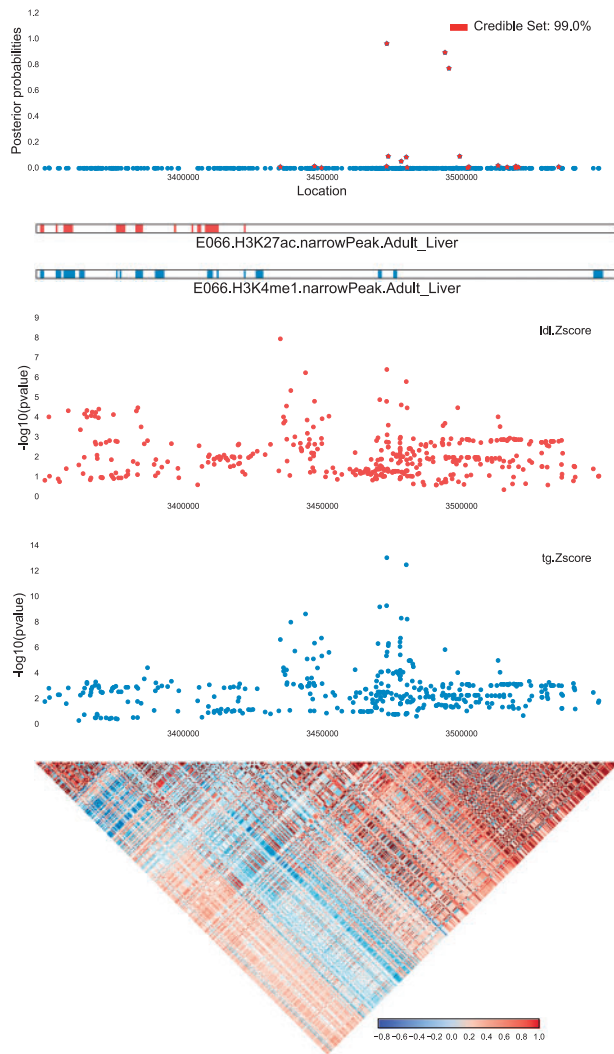 1.2
Credible Set: 99.0%
1.0
0.8
0.6
0.4
0.2
0.0
Posterior probabilities
3400000 3450000 3500000
Location
E066.H3K27ac.narrowPeak.Adult_Liver
E066.H3K4me1.narrowPeak.Adult_Liver
9
ldl.Zscore
8
7
6
5
4
3
2
1
0
-log10(pvalue)
3400000 3450000 3500000
14
tg.Zscore
12
10
8
6
4
2
0
-log10(pvalue)
3400000 3450000 3500000
−0.8 −0.6 −0.4 −0.2 0.0 0.2 0.4 0.6 0.8 1.0